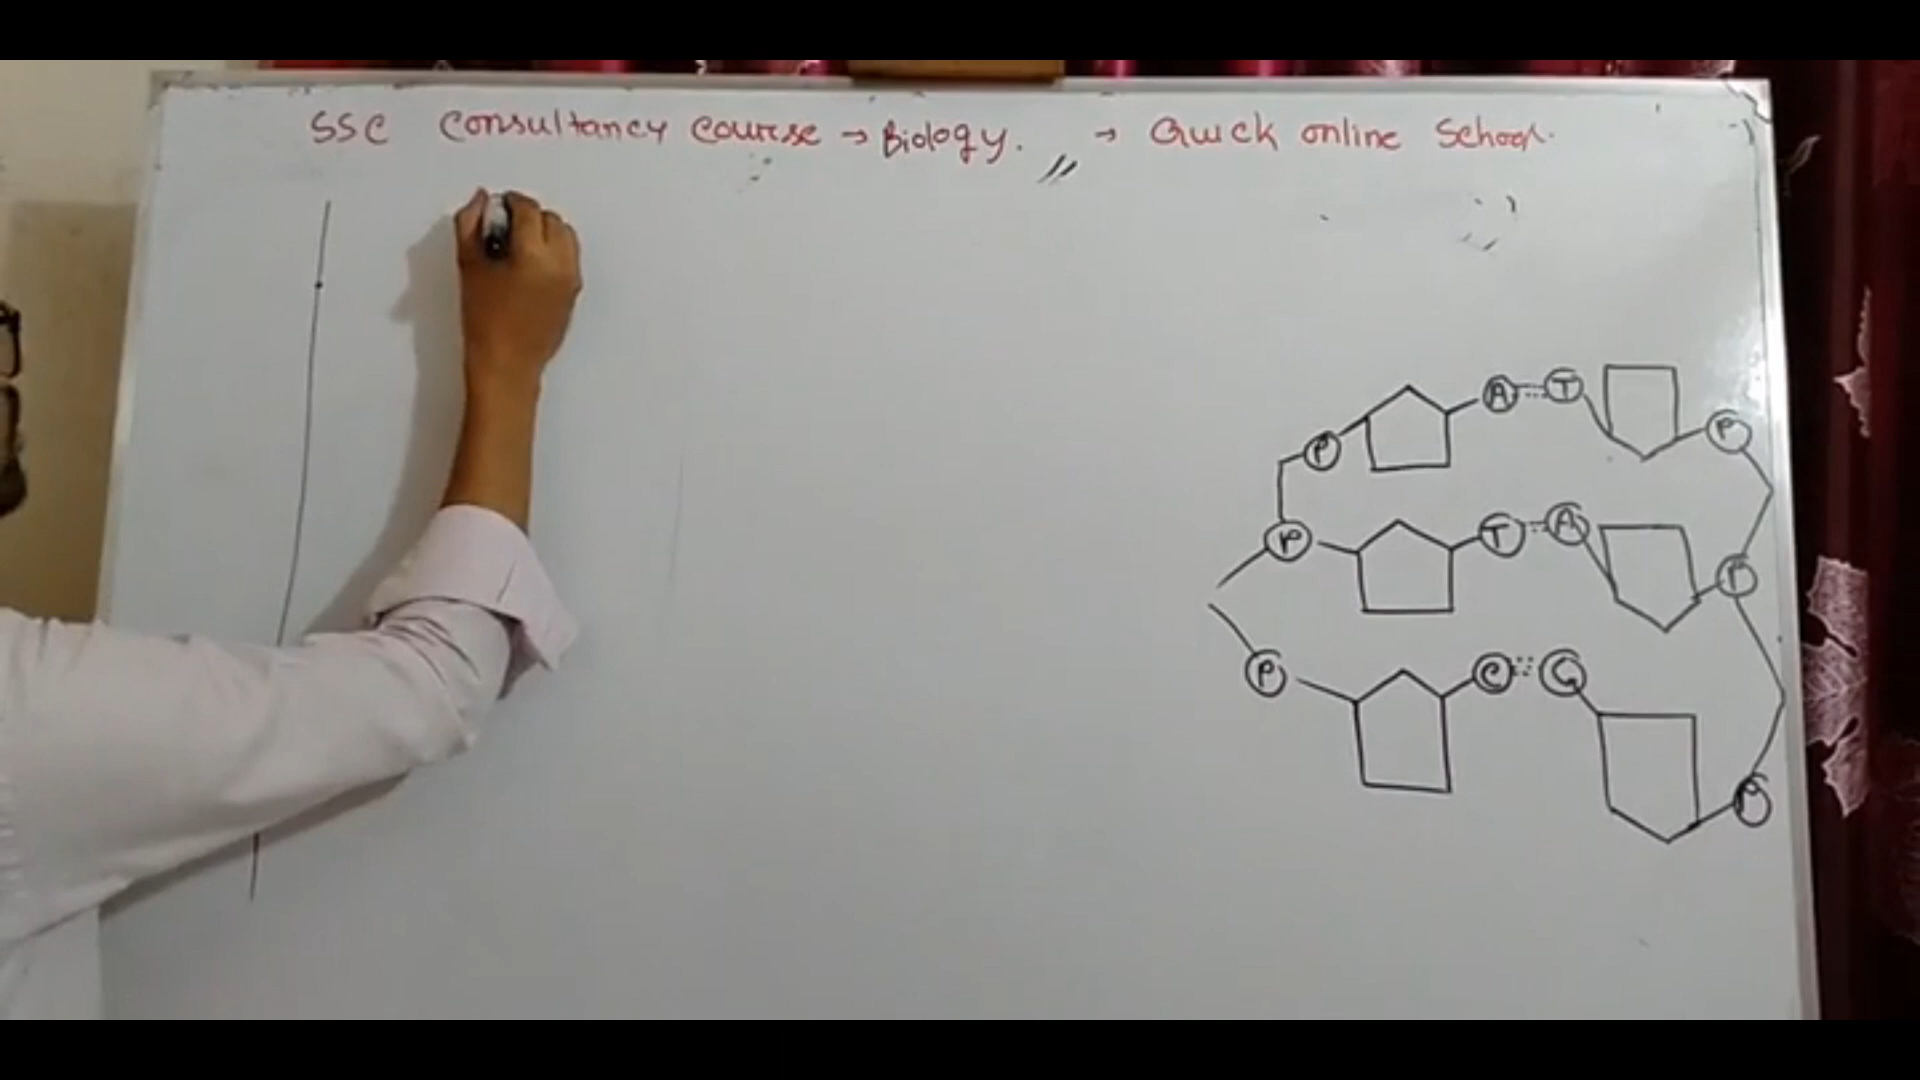 SSC Consultancy Course → Biology. → Quick online School.
A T
P P
P T A P
P C G P